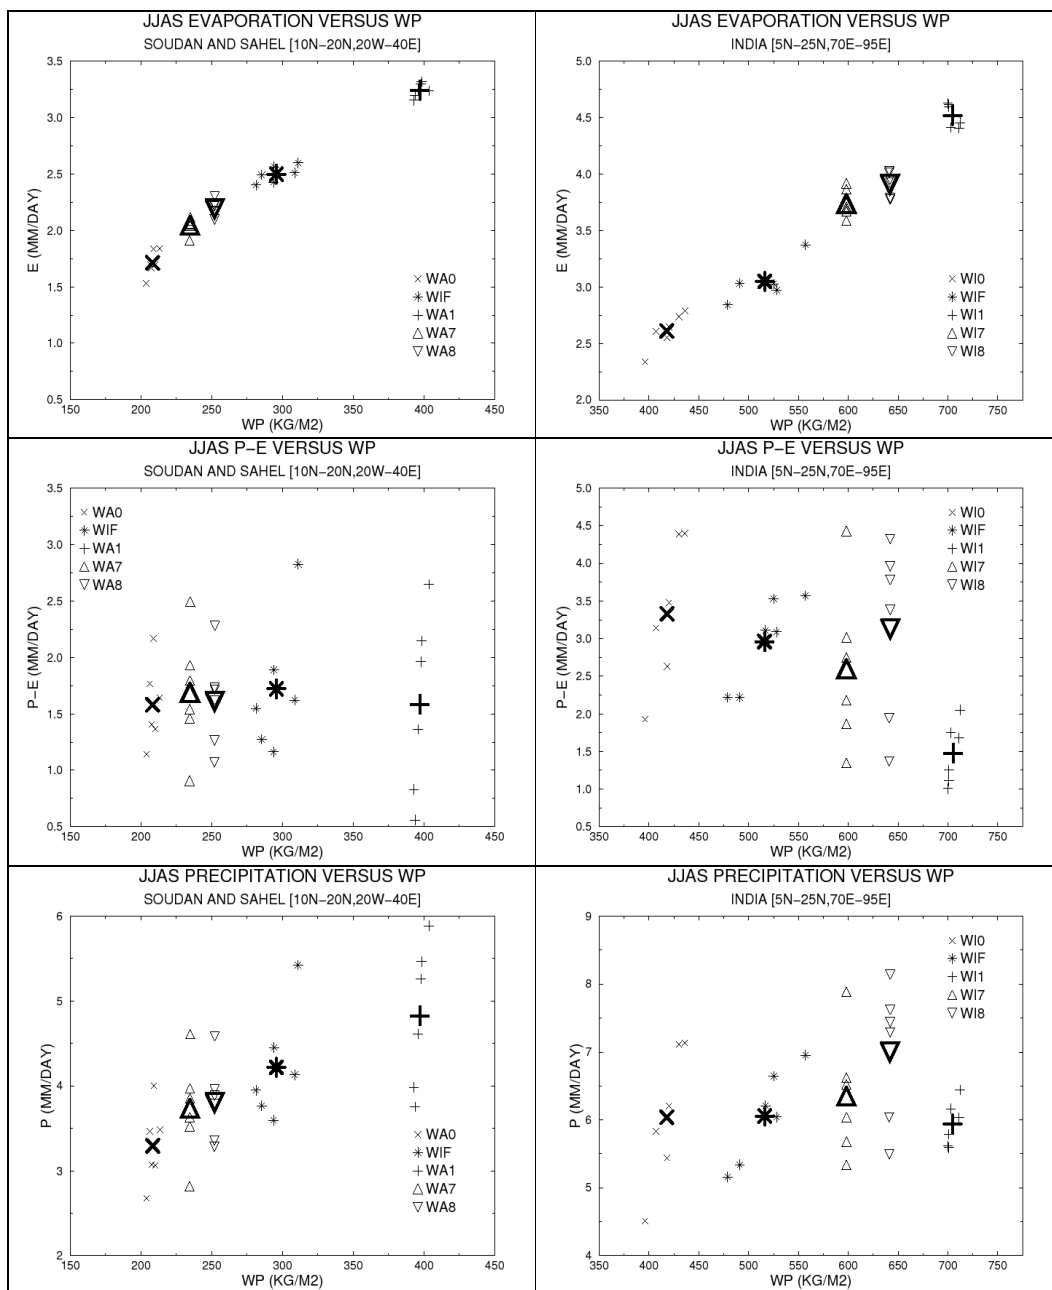 JJAS EVAPORATION VERSUS WP
SOUDAN AND SAHEL [10N−20N,20W−40E]
3.5
3.0
2.5
2.0
1.5
1.0
0.5
E (MM/DAY)
WA0
WIF
WA1
WA7
WA8
150 200 250 300 350 400 450
WP (KG/M2)
JJAS EVAPORATION VERSUS WP
INDIA [5N−25N,70E−95E]
5.0
4.5
4.0
3.5
3.0
2.5
2.0
E (MM/DAY)
WI0
WIF
WI1
WI7
WI8
350 400 450 500 550 600 650 700 750
WP (KG/M2)
JJAS P−E VERSUS WP
SOUDAN AND SAHEL [10N−20N,20W−40E]
3.5
3.0
2.5
2.0
1.5
1.0
0.5
P−E (MM/DAY)
WA0
WIF
WA1
WA7
WA8
150 200 250 300 350 400 450
WP (KG/M2)
JJAS P−E VERSUS WP
INDIA [5N−25N,70E−95E]
5.0
4.5
4.0
3.5
3.0
2.5
2.0
1.5
1.0
0.5
P−E (MM/DAY)
WI0
WIF
WI1
WI7
WI8
350 400 450 500 550 600 650 700 750
WP (KG/M2)
JJAS PRECIPITATION VERSUS WP
SOUDAN AND SAHEL [10N−20N,20W−40E]
6
5
4
3
2
P (MM/DAY)
WA0
WIF
WA1
WA7
WA8
150 200 250 300 350 400 450
WP (KG/M2)
JJAS PRECIPITATION VERSUS WP
INDIA [5N−25N,70E−95E]
9
8
7
6
5
4
P (MM/DAY)
WI0
WIF
WI1
WI7
WI8
350 400 450 500 550 600 650 700 750
WP (KG/M2)